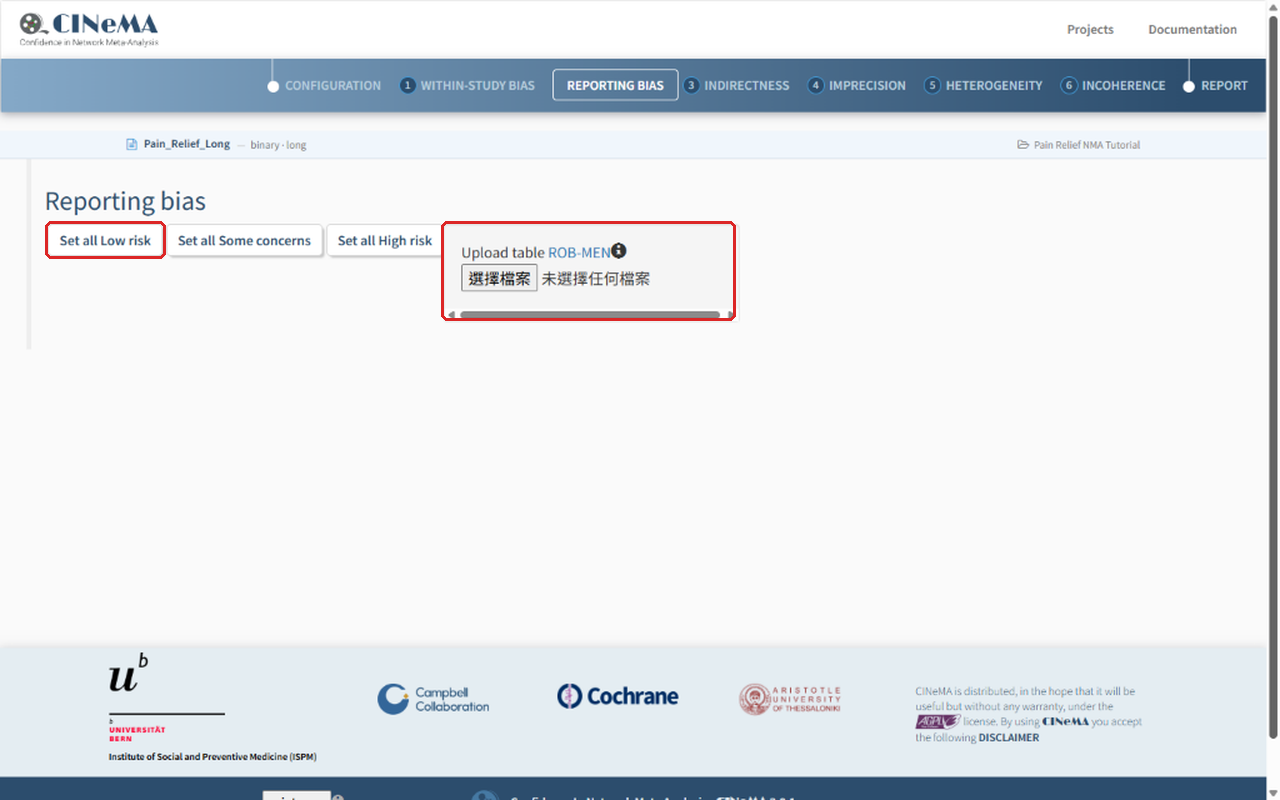 CINeMA
Confidence in Network Meta-Analysis
Projects
Documentation
CONFIGURATION
1 WITHIN-STUDY BIAS
REPORTING BIAS
3 INDIRECTNESS
4 IMPRECISION
5 HETEROGENEITY
6 INCOHERENCE
REPORT
Pain_Relief_Long — binary · long
Pain Relief NMA Tutorial
Reporting bias
Set all Low risk
Set all Some concerns
Set all High risk
Upload table ROB-MEN
選擇檔案 未選擇任何檔案
u b
b
UNIVERSITÄT
BERN
Institute of Social and Preventive Medicine (ISPM)
Campbell
Collaboration
Cochrane
ARISTOTLE
UNIVERSITY
OF THESSALONIKI
CINeMA is distributed, in the hope that it will be
useful but without any warranty, under the
AGPLv3 license. By using CINeMA you accept
the following DISCLAIMER